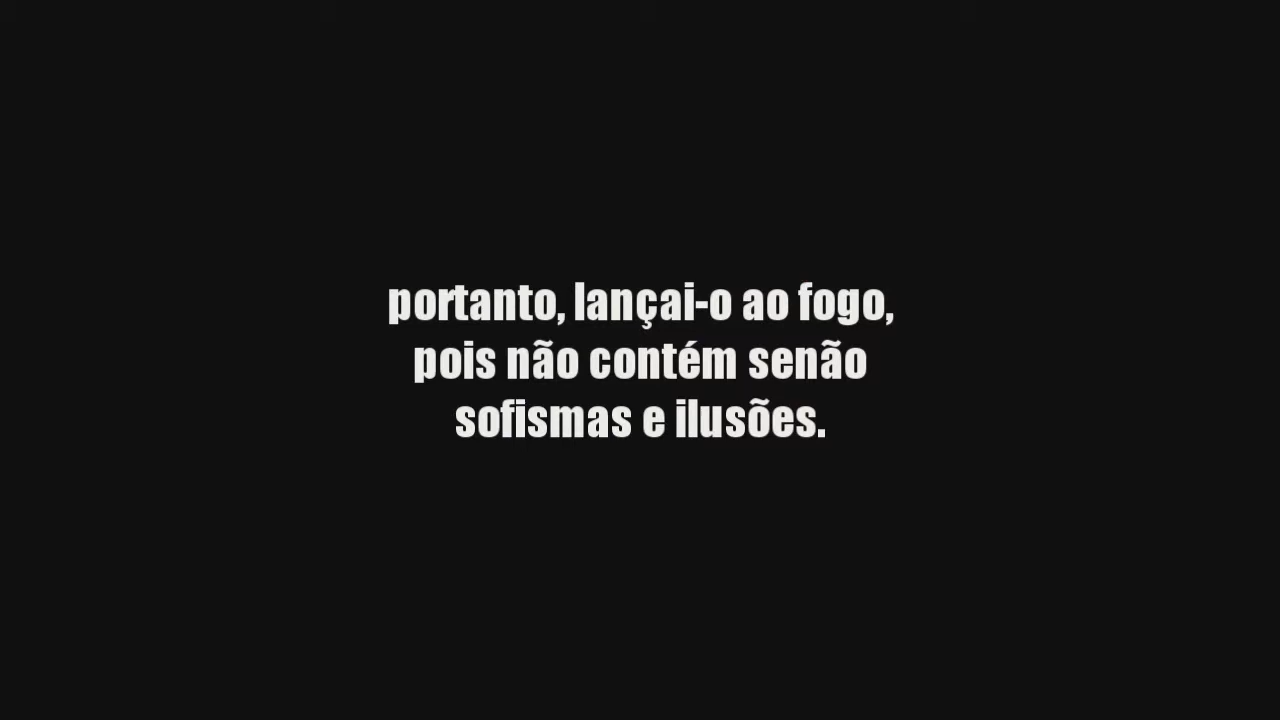 portanto, lançai-o ao fogo,
pois não contém senão
sofismas e ilusões.